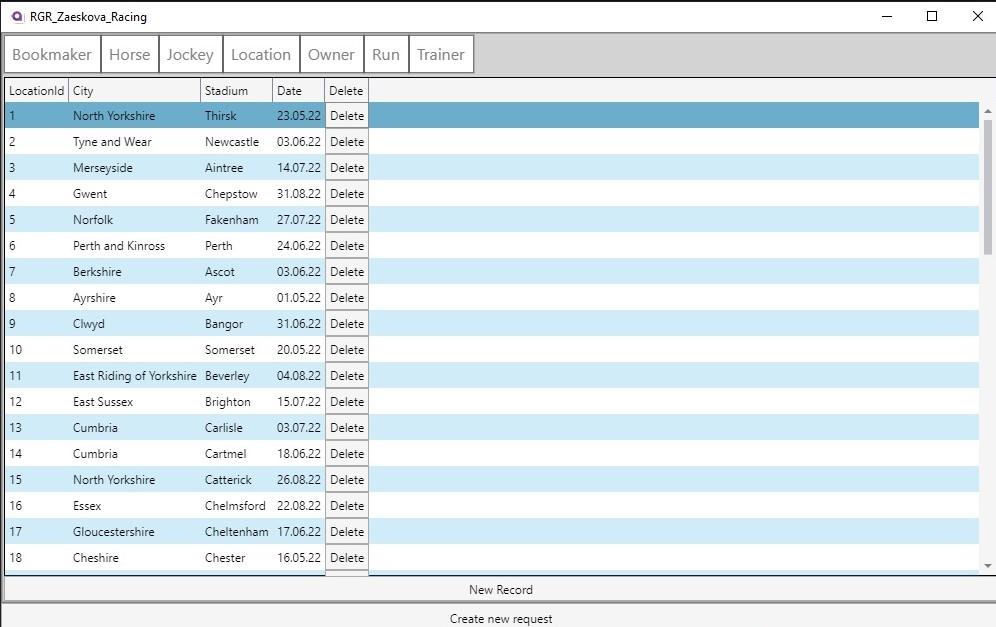 RGR_Zaeskova_Racing
Bookmaker Horse Jockey Location Owner Run Trainer
LocationId City Stadium Date Delete
1 North Yorkshire Thirsk 23.05.22 Delete
2 Tyne and Wear Newcastle 03.06.22 Delete
3 Merseyside Aintree 14.07.22 Delete
4 Gwent Chepstow 31.08.22 Delete
5 Norfolk Fakenham 27.07.22 Delete
6 Perth and Kinross Perth 24.06.22 Delete
7 Berkshire Ascot 03.06.22 Delete
8 Ayrshire Ayr 01.05.22 Delete
9 Clwyd Bangor 31.06.22 Delete
10 Somerset Somerset 20.05.22 Delete
11 East Riding of Yorkshire Beverley 04.08.22 Delete
12 East Sussex Brighton 15.07.22 Delete
13 Cumbria Carlisle 03.07.22 Delete
14 Cumbria Cartmel 18.06.22 Delete
15 North Yorkshire Catterick 26.08.22 Delete
16 Essex Chelmsford 22.08.22 Delete
17 Gloucestershire Cheltenham 17.06.22 Delete
18 Cheshire Chester 16.05.22 Delete
New Record
Create new request